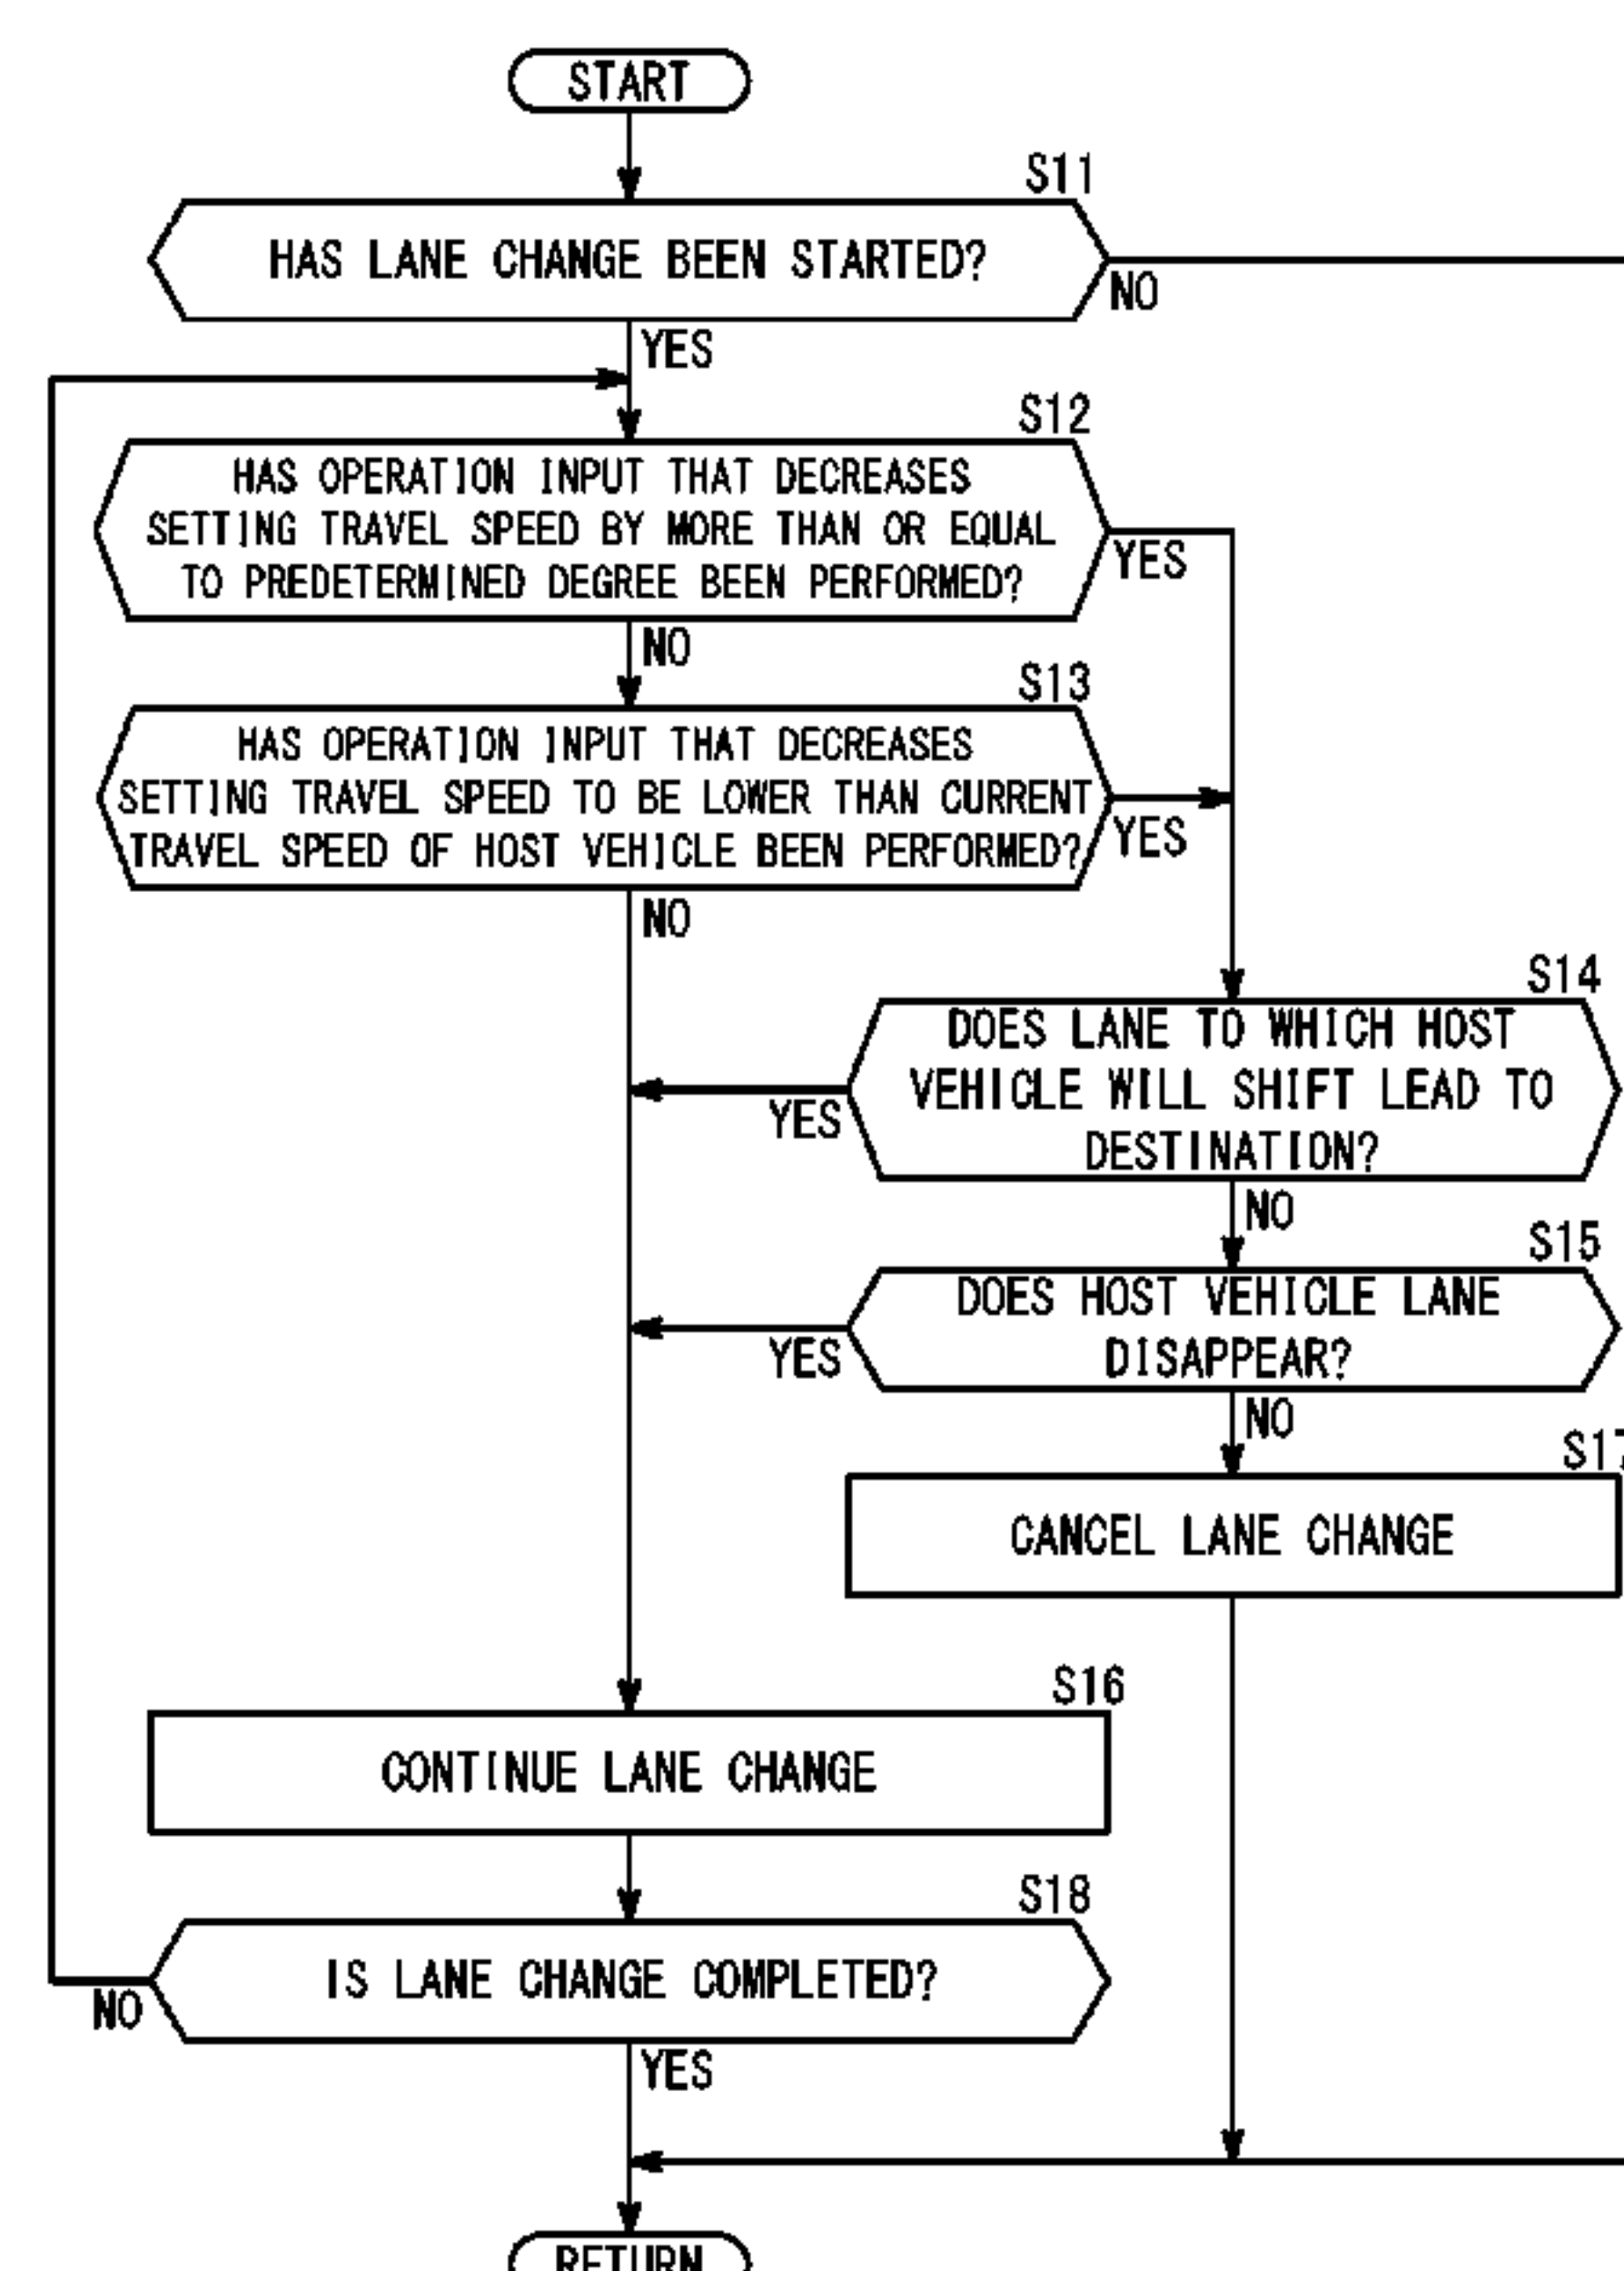 START
S11
HAS LANE CHANGE BEEN STARTED?
NO
YES
S12
HAS OPERATION INPUT THAT DECREASES
SETTING TRAVEL SPEED BY MORE THAN OR EQUAL
TO PREDETERMINED DEGREE BEEN PERFORMED?
YES
NO
S13
HAS OPERATION INPUT THAT DECREASES
SETTING TRAVEL SPEED TO BE LOWER THAN CURRENT
TRAVEL SPEED OF HOST VEHICLE BEEN PERFORMED?
YES
NO
S14
DOES LANE TO WHICH HOST
VEHICLE WILL SHIFT LEAD TO
DESTINATION?
YES
NO
S15
DOES HOST VEHICLE LANE
DISAPPEAR?
YES
NO
S17
CANCEL LANE CHANGE
S16
CONTINUE LANE CHANGE
S18
IS LANE CHANGE COMPLETED?
NO
YES
RETURN